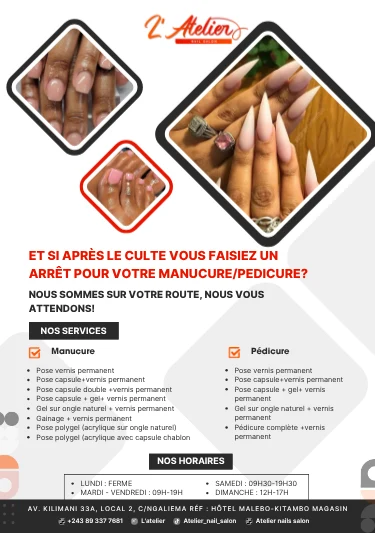 L'Atelier
NAIL SALON
ET SI APRÈS LE CULTE VOUS FAISIEZ UN
ARRÊT POUR VOTRE MANUCURE/PEDICURE?
NOUS SOMMES SUR VOTRE ROUTE, NOUS VOUS
ATTENDONS!
NOS SERVICES
Manucure
• Pose vernis permanent
• Pose capsule+vernis permanent
• Pose capsule double +vernis permanent
• Pose capsule + gel+ vernis permanent
• Gel sur ongle naturel + vernis permanent
• Gainage + vernis permanent
• Pose polygel (acrylique sur ongle naturel)
• Pose polygel (acrylique avec capsule chablon
Pédicure
• Pose vernis permanent
• Pose capsule+vernis permanent
• Pose capsule + gel+ vernis
permanent
• Gel sur ongle naturel + vernis
permanent
• Pédicure complète +vernis
permanent
NOS HORAIRES
• LUNDI : FERME
• MARDI - VENDREDI : 09H-19H
• SAMEDI : 09H30-19H30
• DIMANCHE : 12H-17H
AV. KILIMANI 33A, LOCAL 2, C/NGALIEMA RÉF : HÔTEL MALEBO-KITAMBO MAGASIN
+243 89 337 7681 L'atelier Atelier_nail_salon Atelier nails salon